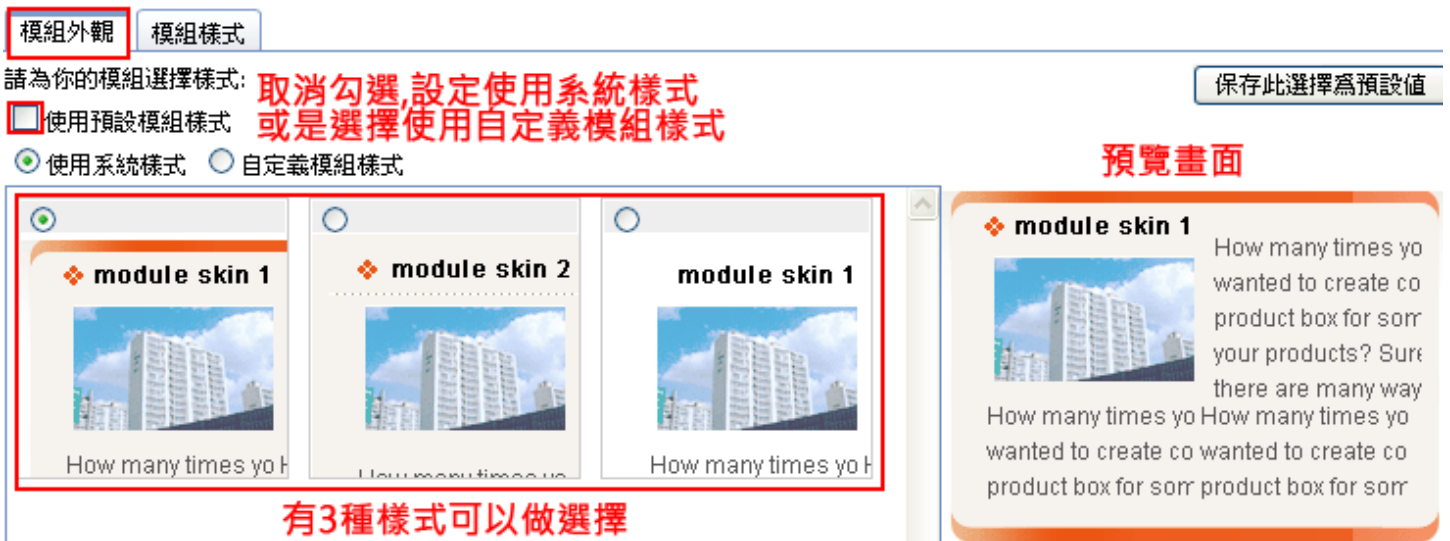 模組外觀 模組樣式
請為你的模組選擇樣式:
取消勾選,設定使用系統樣式
保存此選擇爲預設值
使用預設模組樣式
或是選擇使用自定義模組樣式
使用系統樣式 自定義模組樣式
預覽畫面
module skin 1
How many times yo H
module skin 2
How many times yo
module skin 1
How many times yo H
有3種樣式可以做選擇
module skin 1
How many times yo
wanted to create co
product box for som
your products? Sure
there are many way
How many times yo How many times yo
wanted to create co wanted to create co
product box for som product box for som